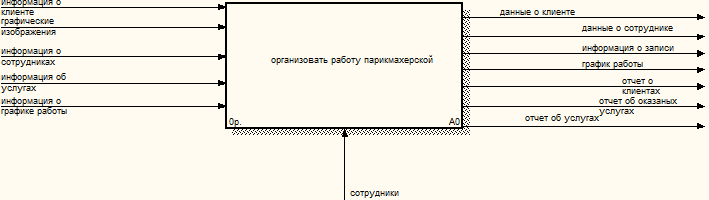 информация о
клиенте
графические
изображения
информация о
сотрудниках
информация об
услугах
информация о
графике работы
организовать работу парикмахерской
0р.
A0
данные о клиенте
данные о сотруднике
информация о записи
график работы
отчет о
клиентах
отчет об оказаных
услугах
отчет об услугах
сотрудники